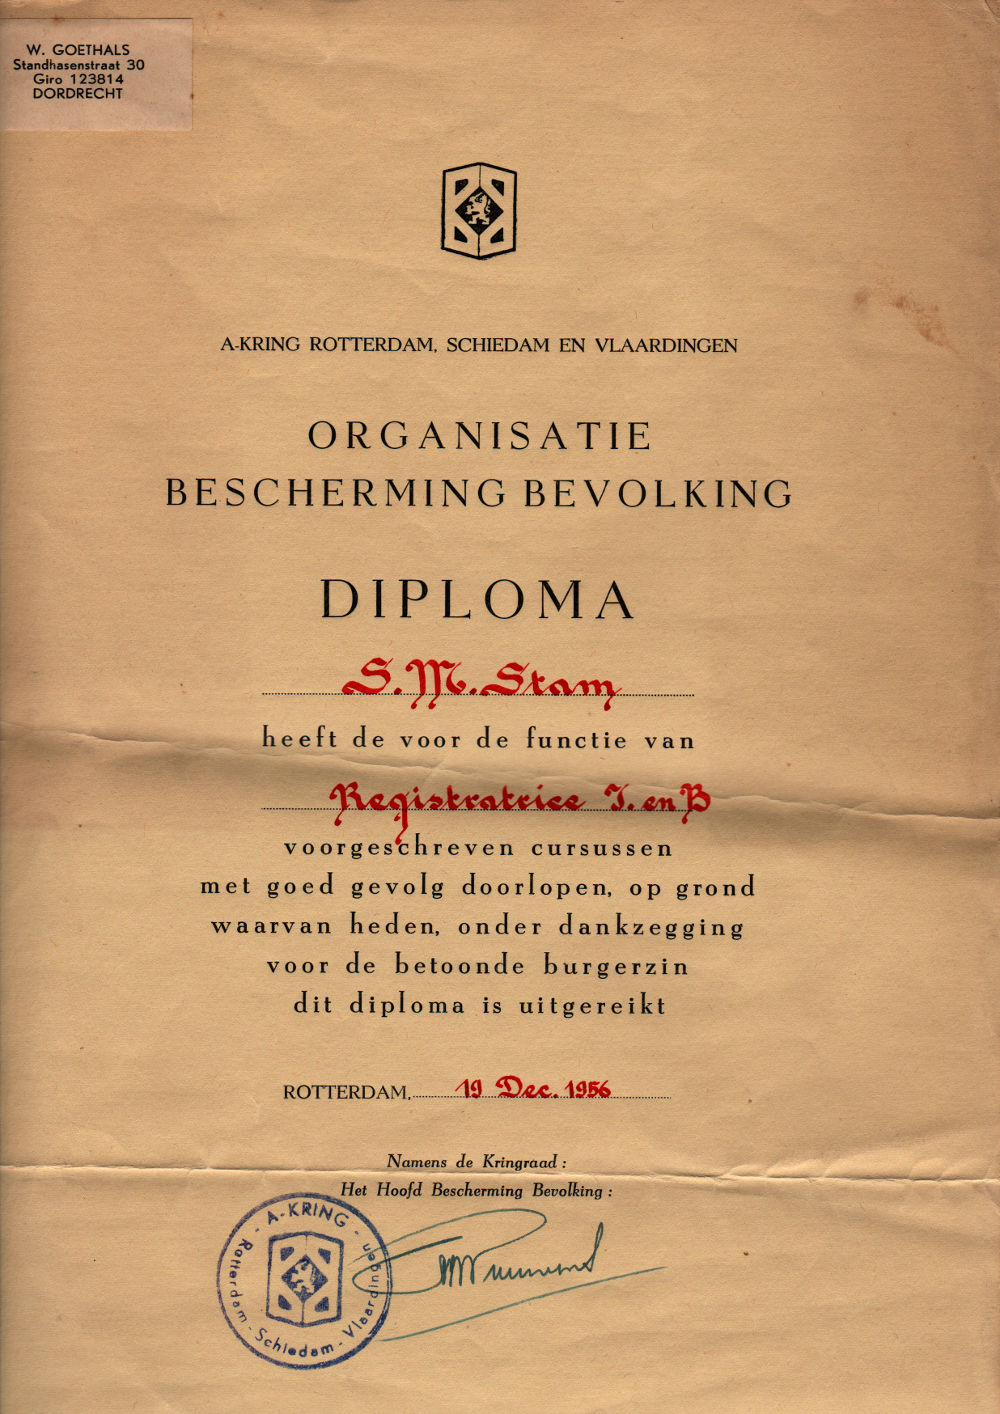 W. GOETHALS
Standhasenstraat 30
Giro 123814
DORDRECHT
A-KRING ROTTERDAM, SCHIEDAM EN VLAARDINGEN
ORGANISATIE
BESCHERMING BEVOLKING
DIPLOMA
S. M. Stam
heeft de voor de functie van
Registratrice I. en B
voorgeschreven cursussen
met goed gevolg doorlopen, op grond
waarvan heden, onder dankzegging
voor de betoonde burgerzin
dit diploma is uitgereikt
ROTTERDAM, 19 Dec. 1956
Namens de Kringraad :
Het Hoofd Bescherming Bevolking :
- A-KRING -
Rotterdam - Schiedam - Vlaardingen